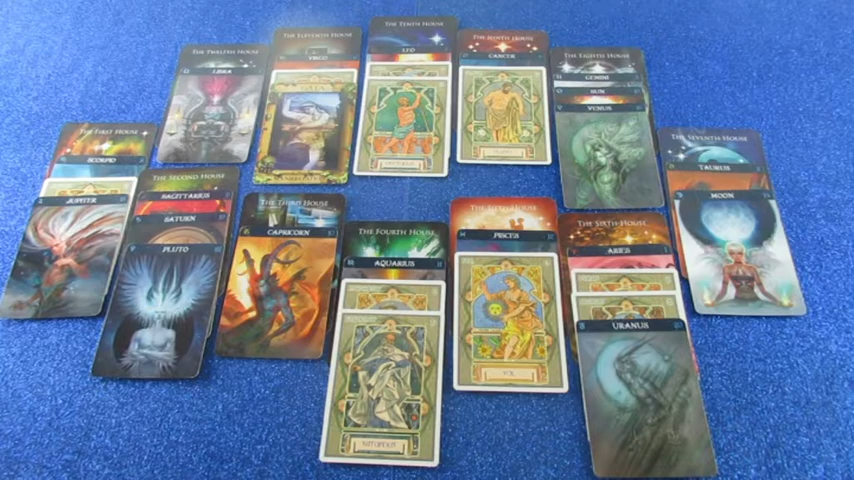 THE TWELFTH HOUSE
LIBRA
THE ELEVENTH HOUSE
VIRGO
THE TENTH HOUSE
LEO
THE NINTH HOUSE
CANCER
THE EIGHTH HOUSE
GEMINI
SUN
VENUS
THE SEVENTH HOUSE
TAURUS
MOON
THE FIRST HOUSE
SCORPIO
JUPITER
THE SECOND HOUSE
SAGITTARIUS
SATURN
PLUTO
THE THIRD HOUSE
CAPRICORN
THE FOURTH HOUSE
AQUARIUS
PISCES
THE SIXTH HOUSE
ARIES
URANUS
SOL